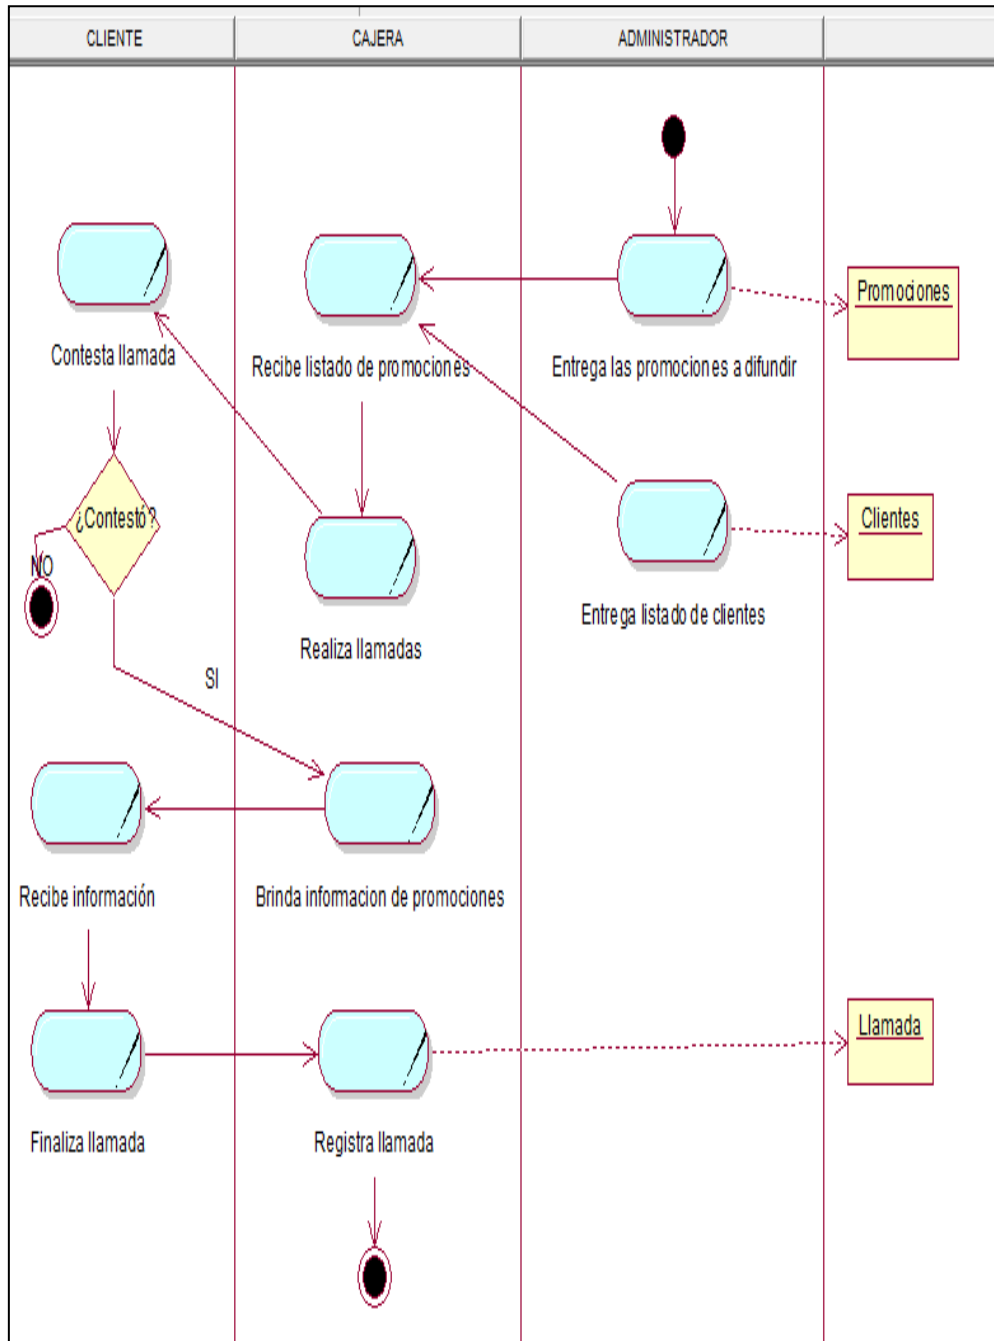 CLIENTE
CAJERA
ADMINISTRADOR
Promociones
Contesta llamada
Recibe listado de promociones
Entrega las promociones a difundir
¿Contestó?
Clientes
NO
Entrega listado de clientes
Realiza llamadas
SI
Recibe información
Brinda informacion de promociones
Llamada
Finaliza llamada
Registra llamada